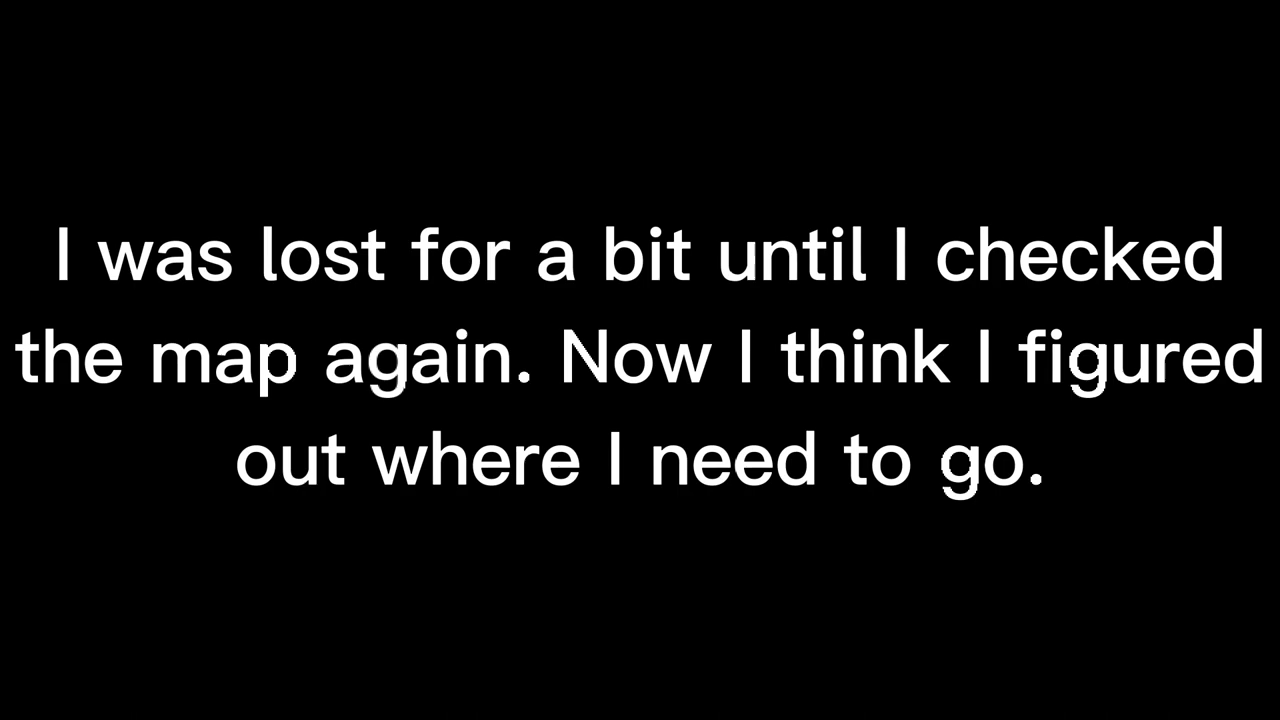 I was lost for a bit until I checked
the map again. Now I think I figured
out where I need to go.